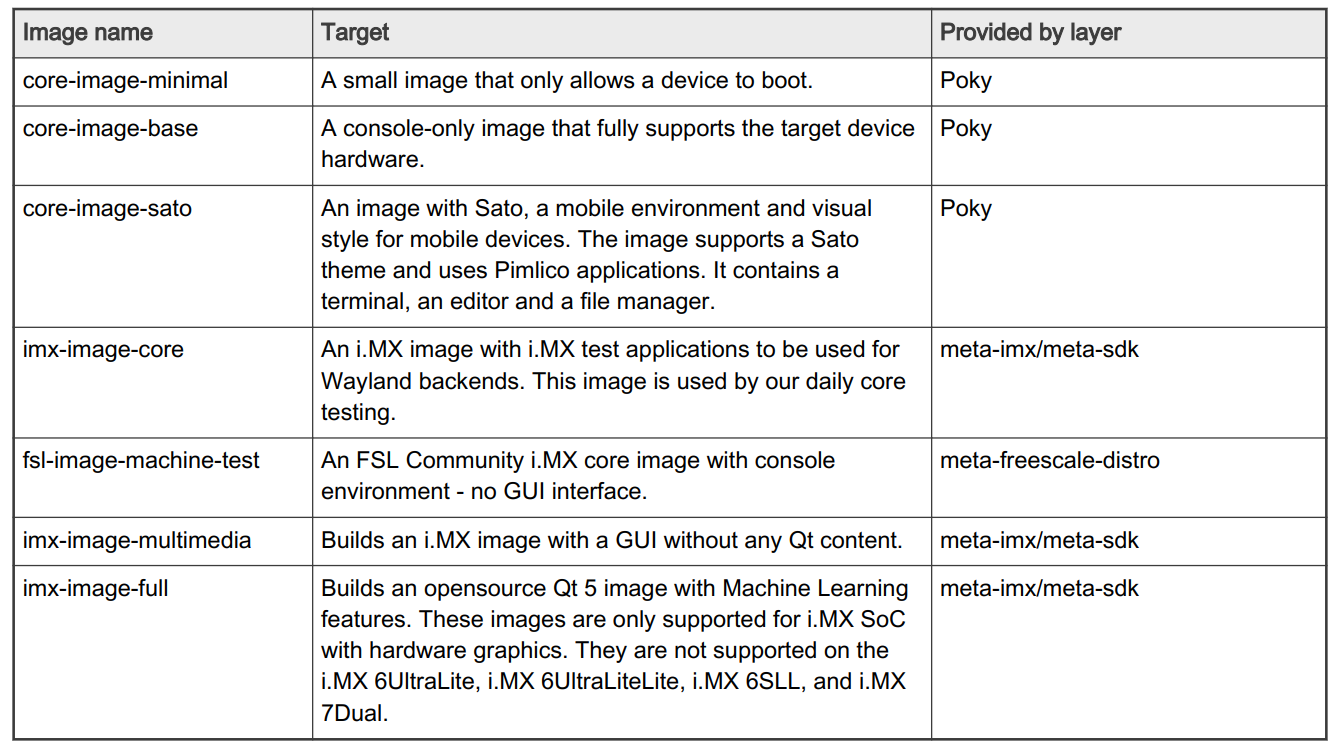 Image name
Target
Provided by layer
core-image-minimal
A small image that only allows a device to boot.
Poky
core-image-base
A console-only image that fully supports the target device
hardware.
Poky
core-image-sato
An image with Sato, a mobile environment and visual
style for mobile devices. The image supports a Sato
theme and uses Pimlico applications. It contains a
terminal, an editor and a file manager.
Poky
imx-image-core
An i.MX image with i.MX test applications to be used for
Wayland backends. This image is used by our daily core
testing.
meta-imx/meta-sdk
fsl-image-machine-test
An FSL Community i.MX core image with console
environment - no GUI interface.
meta-freescale-distro
imx-image-multimedia
Builds an i.MX image with a GUI without any Qt content.
meta-imx/meta-sdk
imx-image-full
Builds an opensource Qt 5 image with Machine Learning
features. These images are only supported for i.MX SoC
with hardware graphics. They are not supported on the
i.MX 6UltraLite, i.MX 6UltraLiteLite, i.MX 6SLL, and i.MX
7Dual.
meta-imx/meta-sdk